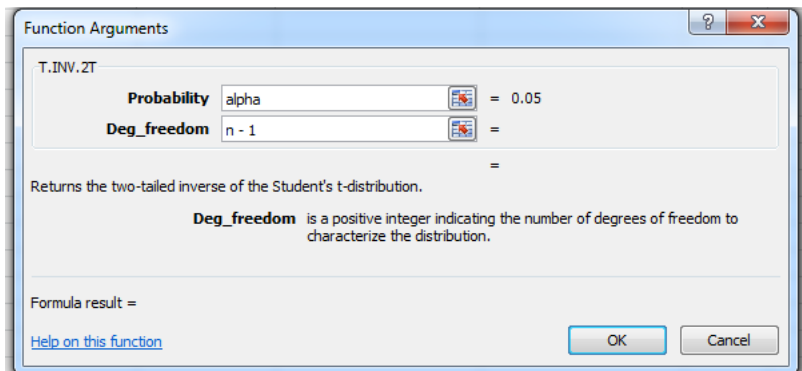 Function Arguments
T.INV.2T
Probability alpha = 0.05
Deg_freedom n - 1 =
=
Returns the two-tailed inverse of the Student's t-distribution.
Deg_freedom is a positive integer indicating the number of degrees of freedom to
characterize the distribution.
Formula result =
Help on this function OK Cancel